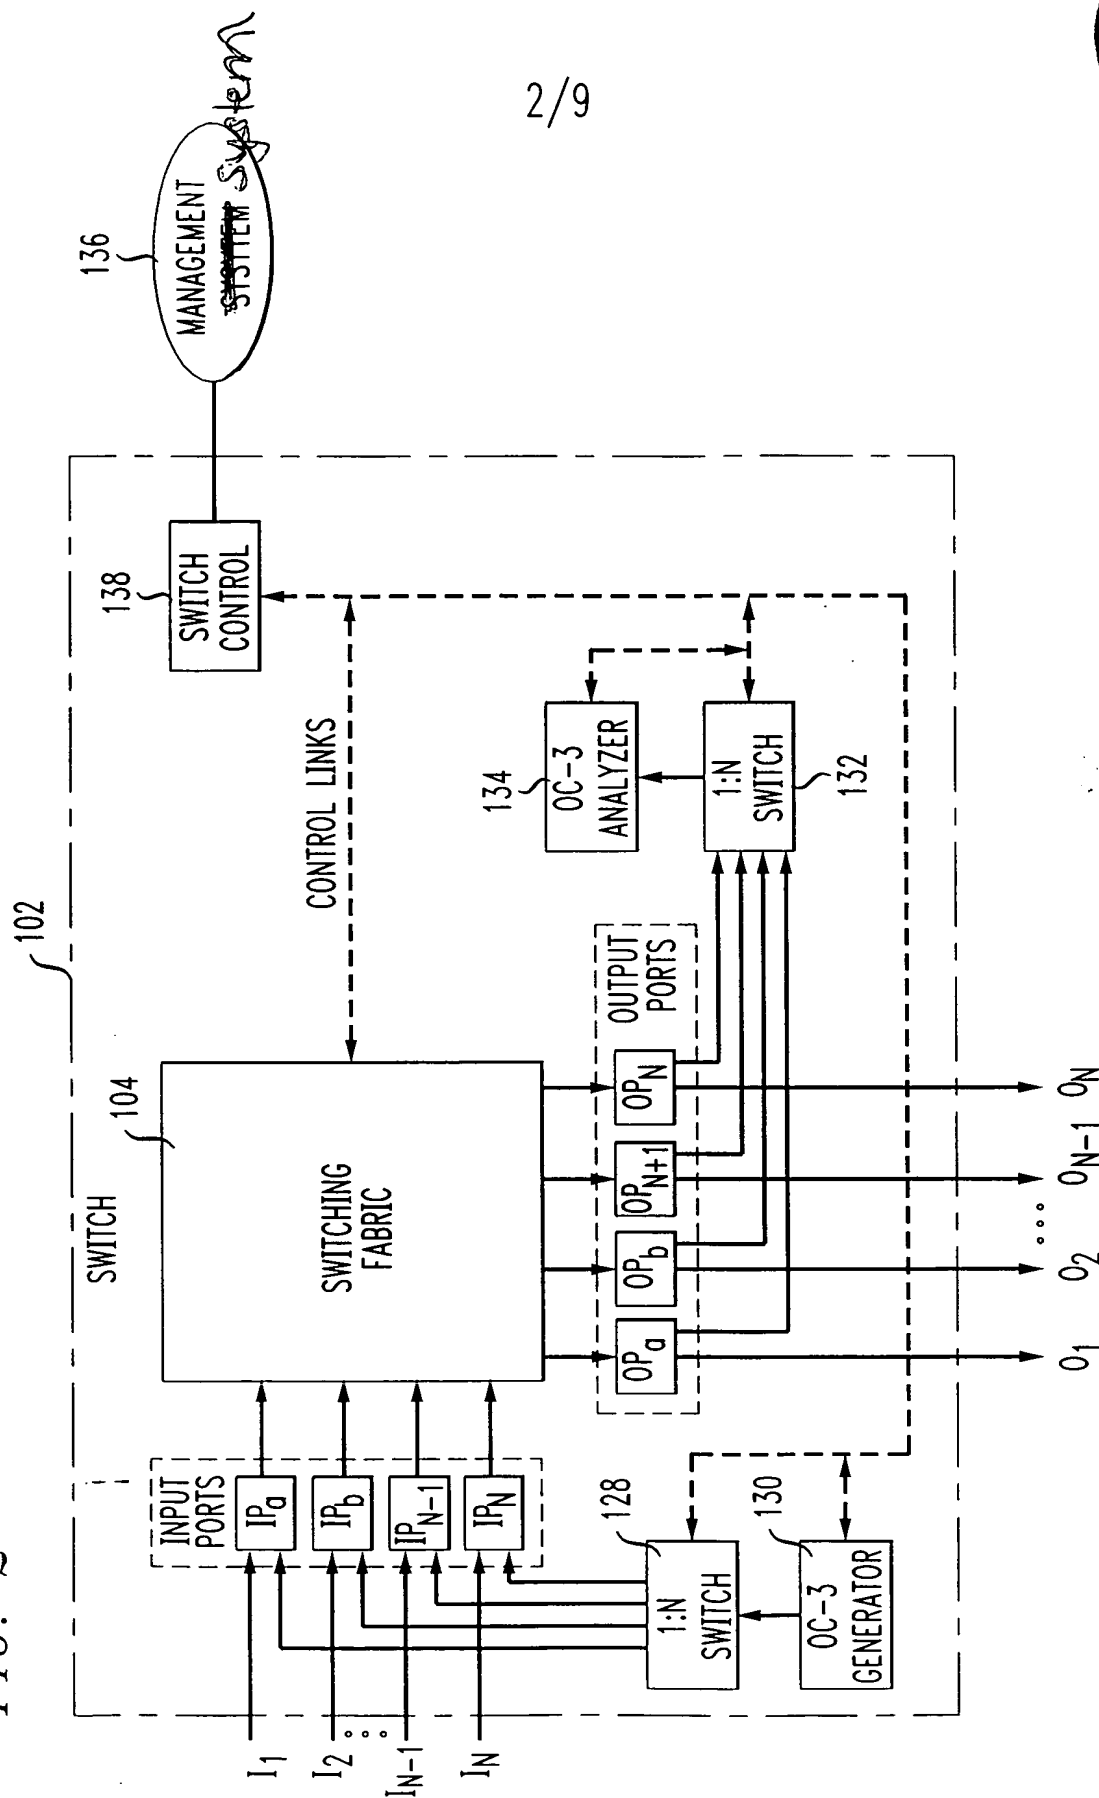 2/9
FIG. 2
102
SWITCH
104
SWITCHING
FABRIC
INPUT
PORTS
IPa
IPb
IPN-1
IPN
I1
I2
IN-1
IN
128
1:N
SWITCH
130
OC-3
GENERATOR
OUTPUT
PORTS
OPa
OPb
OPN+1
OPN
O1
O2
ON-1
ON
CONTROL LINKS
134
OC-3
ANALYZER
1:N
SWITCH
132
138
SWITCH
CONTROL
136
MANAGEMENT
SYSTEM System